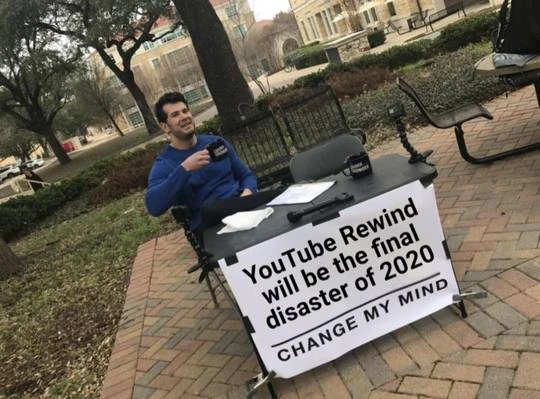 YouTube Rewind
will be the final
disaster of 2020
CHANGE MY MIND